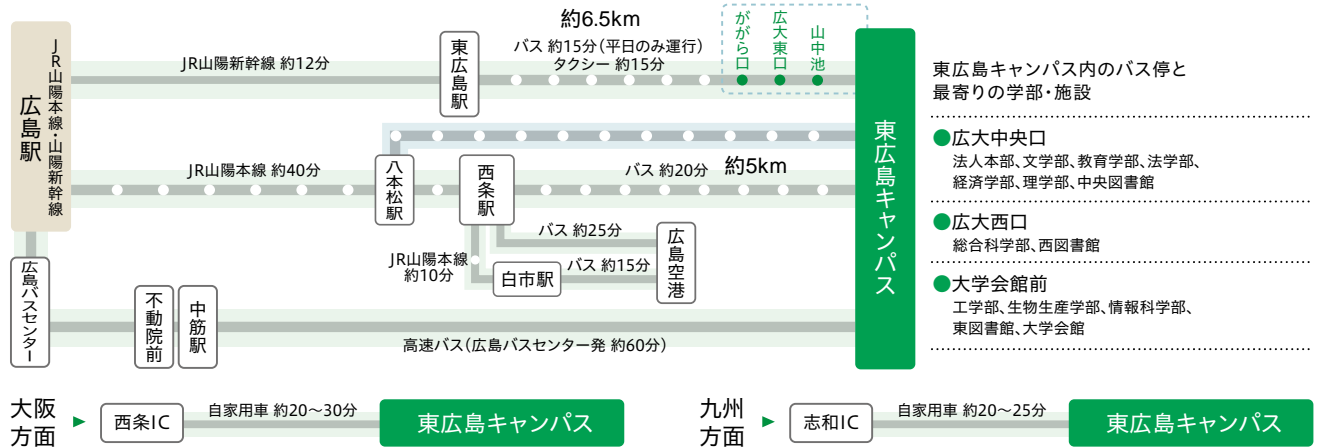 JR山陽本線・山陽新幹線
広島駅
JR山陽新幹線 約12分
東広島駅
約6.5km
バス 約15分(平日のみ運行)
タクシー 約15分
ががら口
広大東口
山中池
東広島キャンパス
JR山陽本線 約40分
八本松駅
西条駅
バス 約20分
約5km
バス 約25分
JR山陽本線
約10分
白市駅
バス 約15分
広島空港
広島バスセンター
不動院前
中筋駅
高速バス(広島バスセンター発 約60分)
東広島キャンパス内のバス停と
最寄りの学部・施設
●広大中央口
法人本部、文学部、教育学部、法学部、
経済学部、理学部、中央図書館
●広大西口
総合科学部、西図書館
●大学会館前
工学部、生物生産学部、情報科学部、
東図書館、大学会館
大阪
方面
西条IC
自家用車 約20〜30分
東広島キャンパス
九州
方面
志和IC
自家用車 約20〜25分
東広島キャンパス